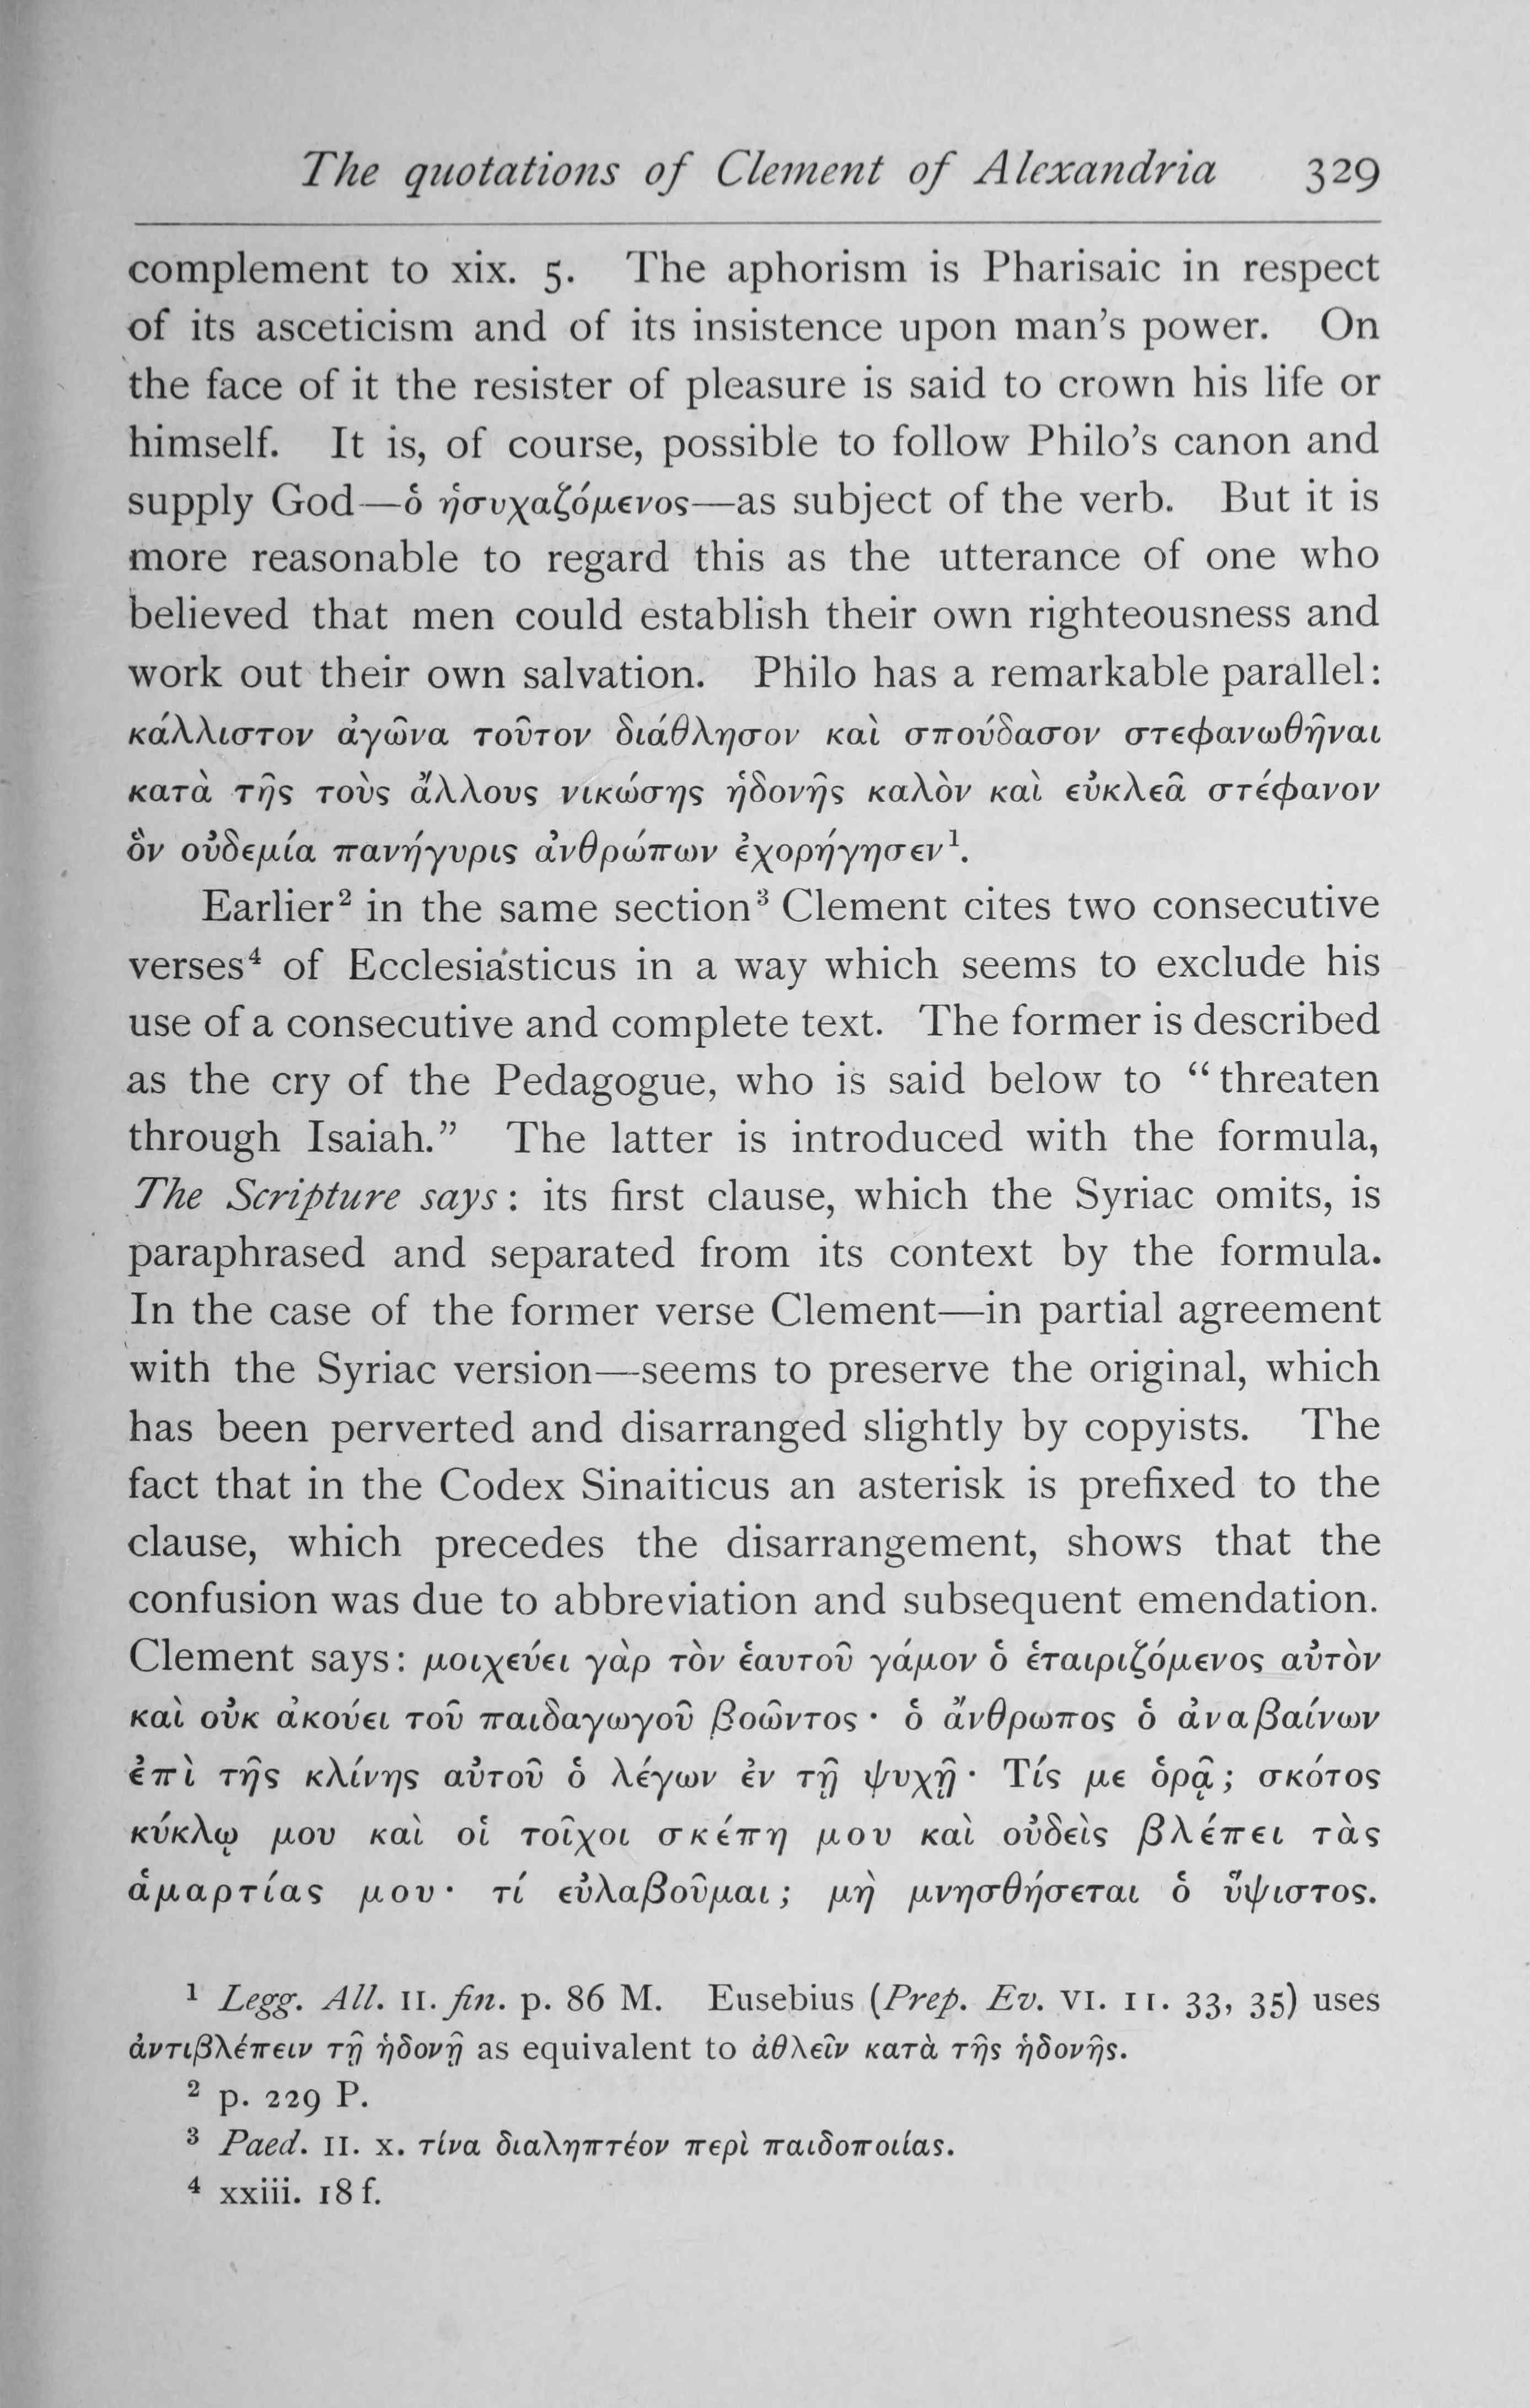 The quotations of Clement of Alexandria 329
complement to xix. 5. The aphorism is Pharisaic in respect
of its asceticism and of its insistence upon man's power. On
the face of it the resister of pleasure is said to crown his life or
himself. It is, of course, possible to follow Philo's canon and
supply God—ὁ ἡσυχαζόμενος—as subject of the verb. But it is
more reasonable to regard this as the utterance of one who
believed that men could establish their own righteousness and
work out their own salvation. Philo has a remarkable parallel:
κάλλιστον ἀγῶνα τοῦτον διάθλησον καὶ σπούδασον στεφανωθῆναι
κατὰ τῆς τοὺς ἄλλους νικώσης ἡδονῆς καλὸν καὶ εὐκλεᾶ στέφανον
ὃν οὐδεμία πανήγυρις ἀνθρώπων ἐχορήγησεν¹.
Earlier² in the same section³ Clement cites two consecutive
verses⁴ of Ecclesiasticus in a way which seems to exclude his
use of a consecutive and complete text. The former is described
as the cry of the Pedagogue, who is said below to “threaten
through Isaiah.” The latter is introduced with the formula,
The Scripture says: its first clause, which the Syriac omits, is
paraphrased and separated from its context by the formula.
In the case of the former verse Clement—in partial agreement
with the Syriac version—seems to preserve the original, which
has been perverted and disarranged slightly by copyists. The
fact that in the Codex Sinaiticus an asterisk is prefixed to the
clause, which precedes the disarrangement, shows that the
confusion was due to abbreviation and subsequent emendation.
Clement says: μοιχεύει γὰρ τὸν ἑαυτοῦ γάμον ὁ ἑταιριζόμενος αὐτὸν
καὶ οὐκ ἀκούει τοῦ παιδαγωγοῦ βοῶντος· ὁ ἄνθρωπος ὁ ἀναβαίνων
ἐπὶ τῆς κλίνης αὐτοῦ ὁ λέγων ἐν τῇ ψυχῇ· Τίς με ὁρᾷ; σκότος
κύκλῳ μου καὶ οἱ τοῖχοι σκέπη μου καὶ οὐδεὶς βλέπει τὰς
ἁμαρτίας μου· τί εὐλαβοῦμαι; μὴ μνησθήσεται ὁ ὕψιστος.
¹ Legg. All. II. fin. p. 86 M. Eusebius (Prep. Ev. VI. 11. 33, 35) uses
ἀντιβλέπειν τῇ ἡδονῇ as equivalent to ἀθλεῖν κατὰ τῆς ἡδονῆς.
² p. 229 P.
³ Paed. II. x. τίνα διαληπτέον περὶ παιδοποιίας.
⁴ xxiii. 18 f.